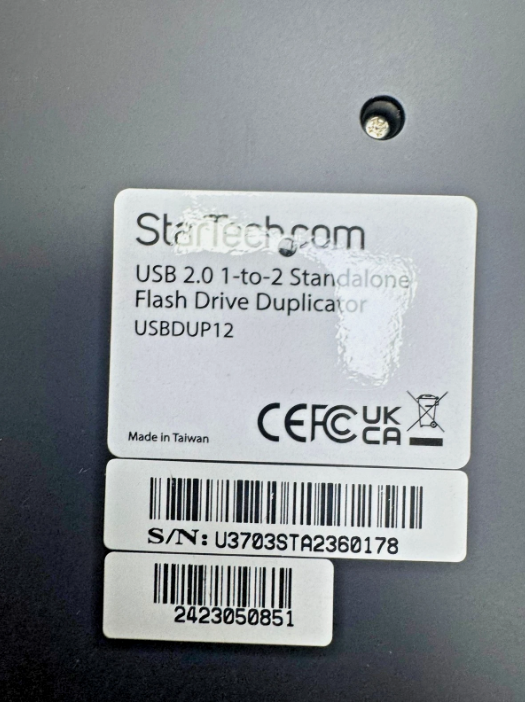 StarTech.com
USB 2.0 1-to-2 Standalone
Flash Drive Duplicator
USBDUP12
Made in Taiwan
CE FC UK
CA
S/N: U3703STA2360178
2423050851